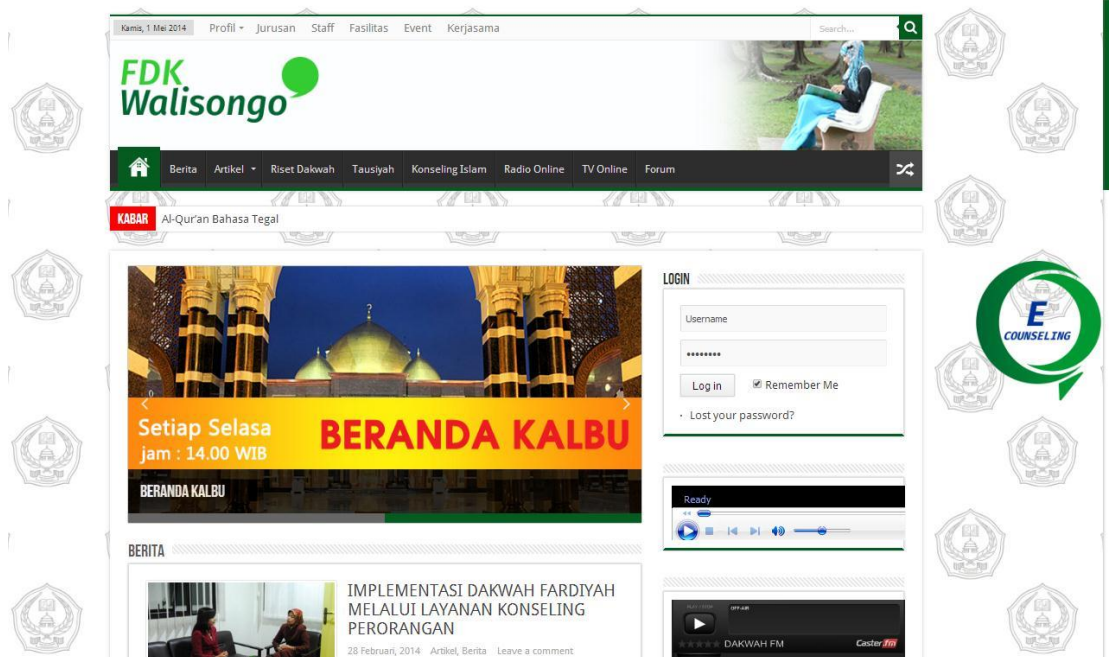 Kamis, 1 Mei 2014 Profil Jurusan Staff Fasilitas Event Kerjasama Search...
FDK
Walisongo
Berita Artikel Riset Dakwah Tausiyah Konseling Islam Radio Online TV Online Forum
KABAR Al-Qur'an Bahasa Tegal
Setiap Selasa
jam : 14.00 WIB
BERANDA KALBU
BERANDA KALBU
LOGIN
Username
Log in Remember Me
Lost your password?
E
COUNSELING
Ready
BERITA
IMPLEMENTASI DAKWAH FARDIYAH
MELALUI LAYANAN KONSELING
PERORANGAN
28 Februari, 2014 Artikel, Berita Leave a comment
OFF-AIR
DAKWAH FM Caster.fm